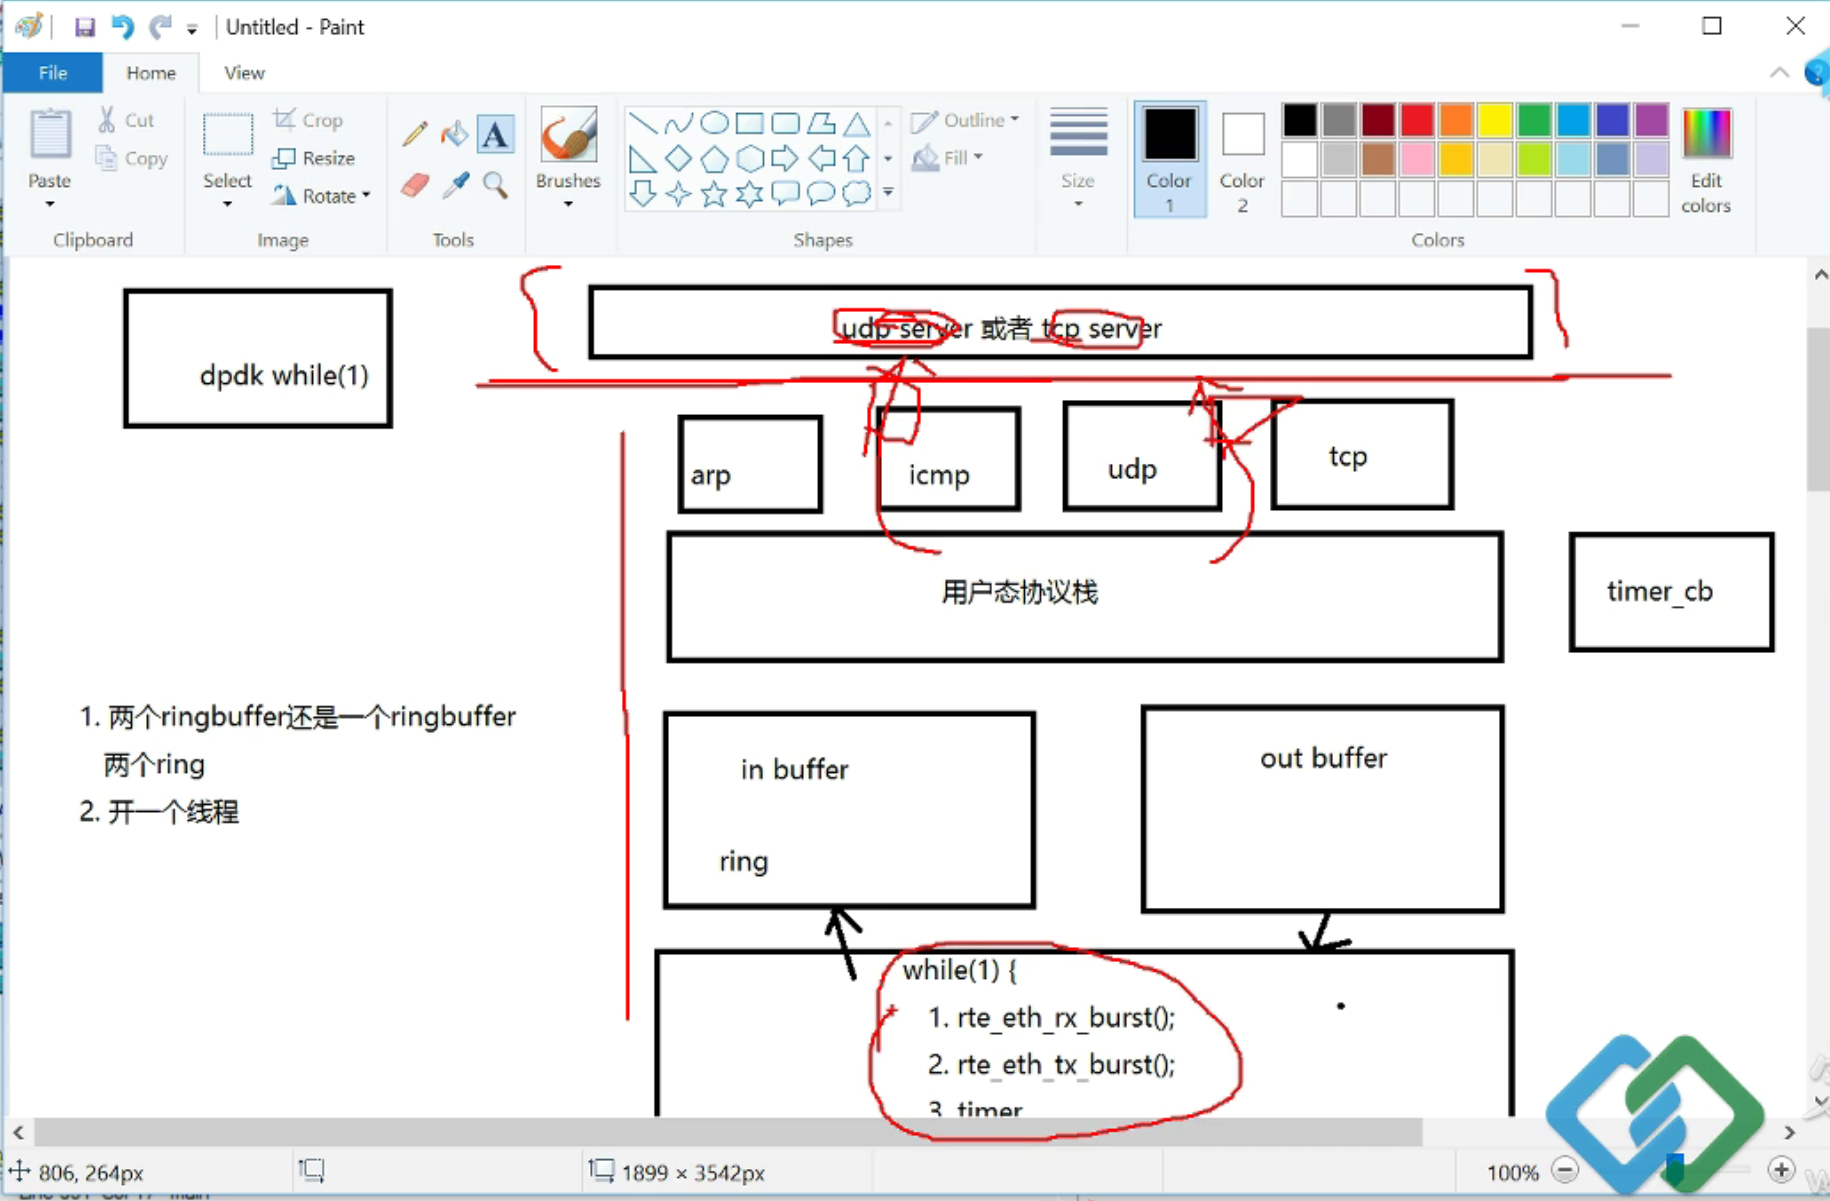 Untitled - Paint
File
Home
View
Paste
Cut
Copy
Clipboard
Select
Crop
Resize
Rotate
Image
Tools
Brushes
Outline
Fill
Shapes
Size
Color 1
Color 2
Edit colors
Colors
dpdk while(1)
udp server 或者 tcp server
arp
icmp
udp
tcp
用户态协议栈
timer_cb
1. 两个ringbuffer还是一个ringbuffer
两个ring
2. 开一个线程
in buffer
ring
out buffer
while(1) {
1. rte_eth_rx_burst();
2. rte_eth_tx_burst();
3. timer
806, 264px
1899 × 3542px
100%